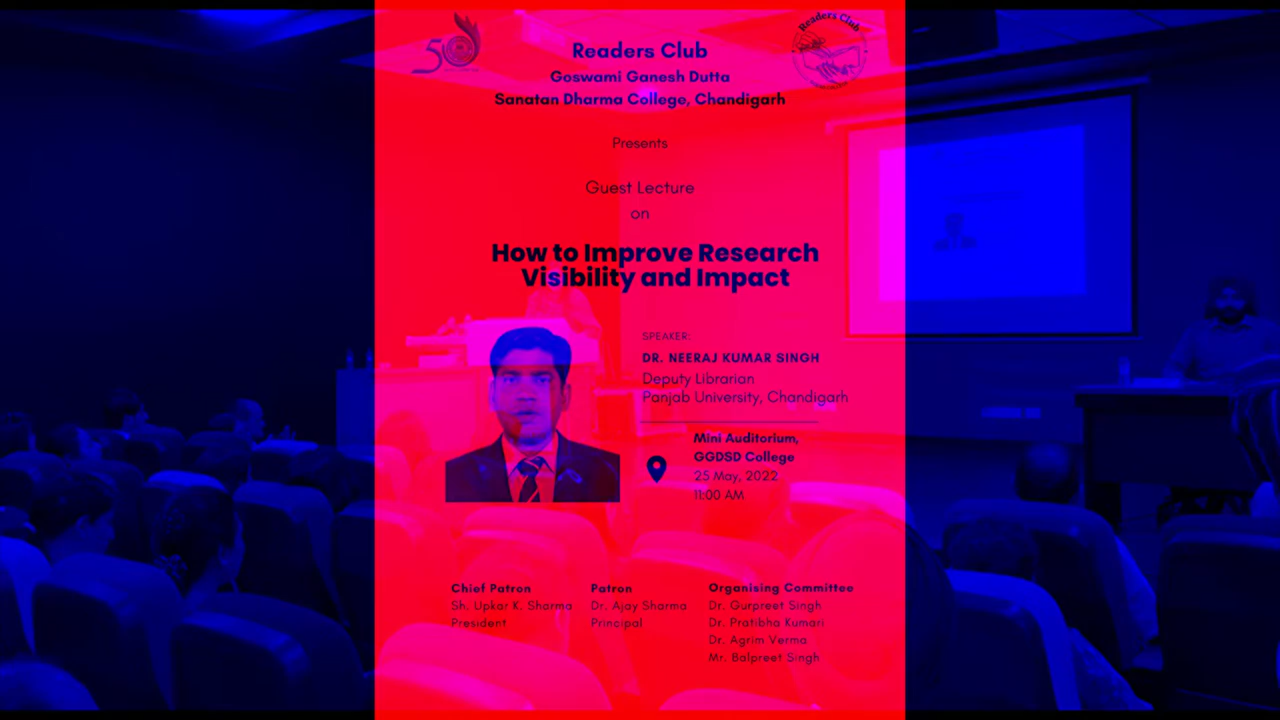 50
Readers Club
Readers Club
Goswami Ganesh Dutta
Sanatan Dharma College, Chandigarh
Presents
Guest Lecture
on
How to Improve Research
Visibility and Impact
SPEAKER:
DR. NEERAJ KUMAR SINGH
Deputy Librarian
Panjab University, Chandigarh
Mini Auditorium,
GGDSD College
25 May, 2022
11:00 AM
Chief Patron
Sh. Upkar K. Sharma
President
Patron
Dr. Ajay Sharma
Principal
Organising Committee
Dr. Gurpreet Singh
Dr. Pratibha Kumari
Dr. Agrim Verma
Mr. Balpreet Singh